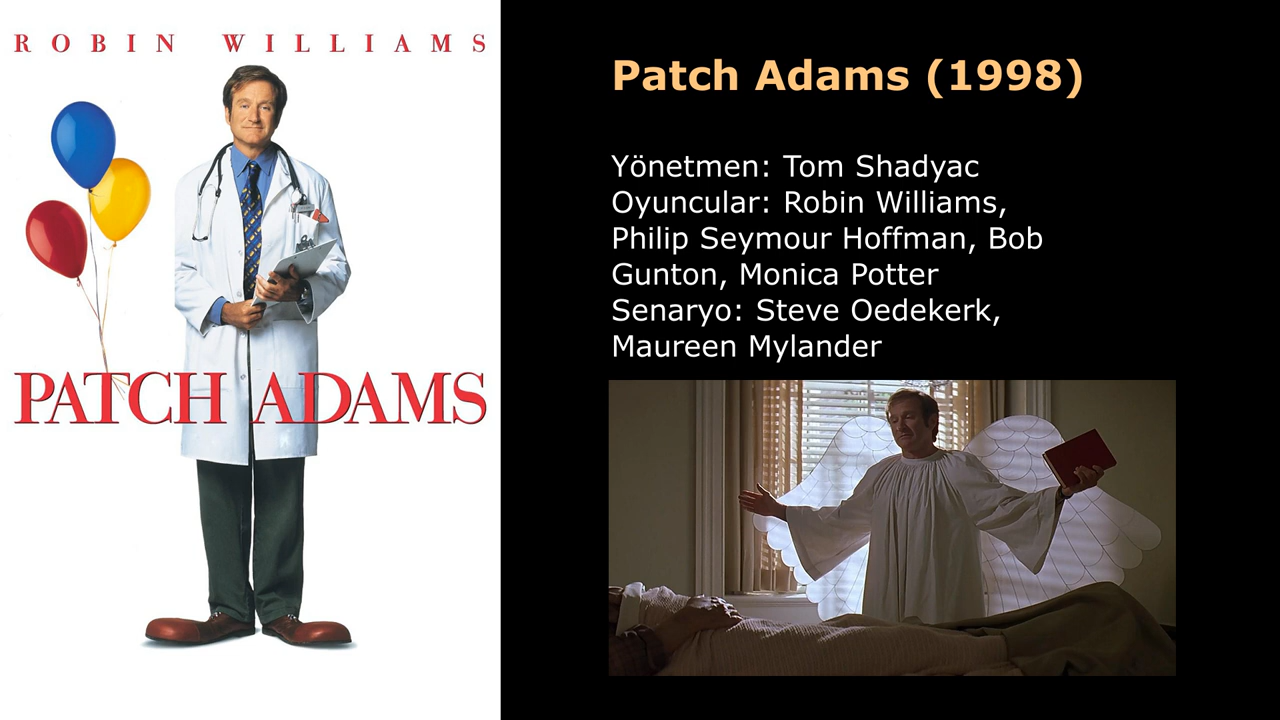 ROBIN WILLIAMS
PATCH ADAMS
Patch Adams (1998)
Yönetmen: Tom Shadyac
Oyuncular: Robin Williams,
Philip Seymour Hoffman, Bob
Gunton, Monica Potter
Senaryo: Steve Oedekerk,
Maureen Mylander